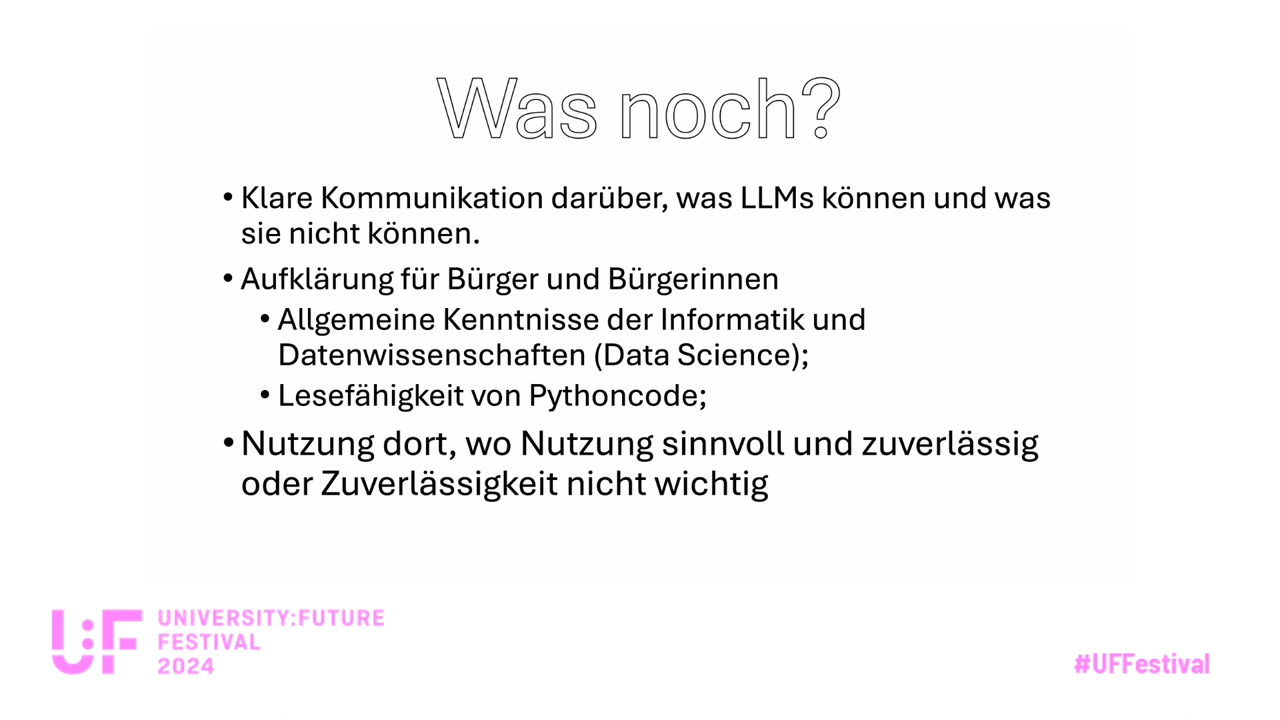 Was noch?
• Klare Kommunikation darüber, was LLMs können und was
sie nicht können.
• Aufklärung für Bürger und Bürgerinnen
• Allgemeine Kenntnisse der Informatik und
Datenwissenschaften (Data Science);
• Lesefähigkeit von Pythoncode;
• Nutzung dort, wo Nutzung sinnvoll und zuverlässig
oder Zuverlässigkeit nicht wichtig
U:F
UNIVERSITY:FUTURE
FESTIVAL
2024
#UFFestival